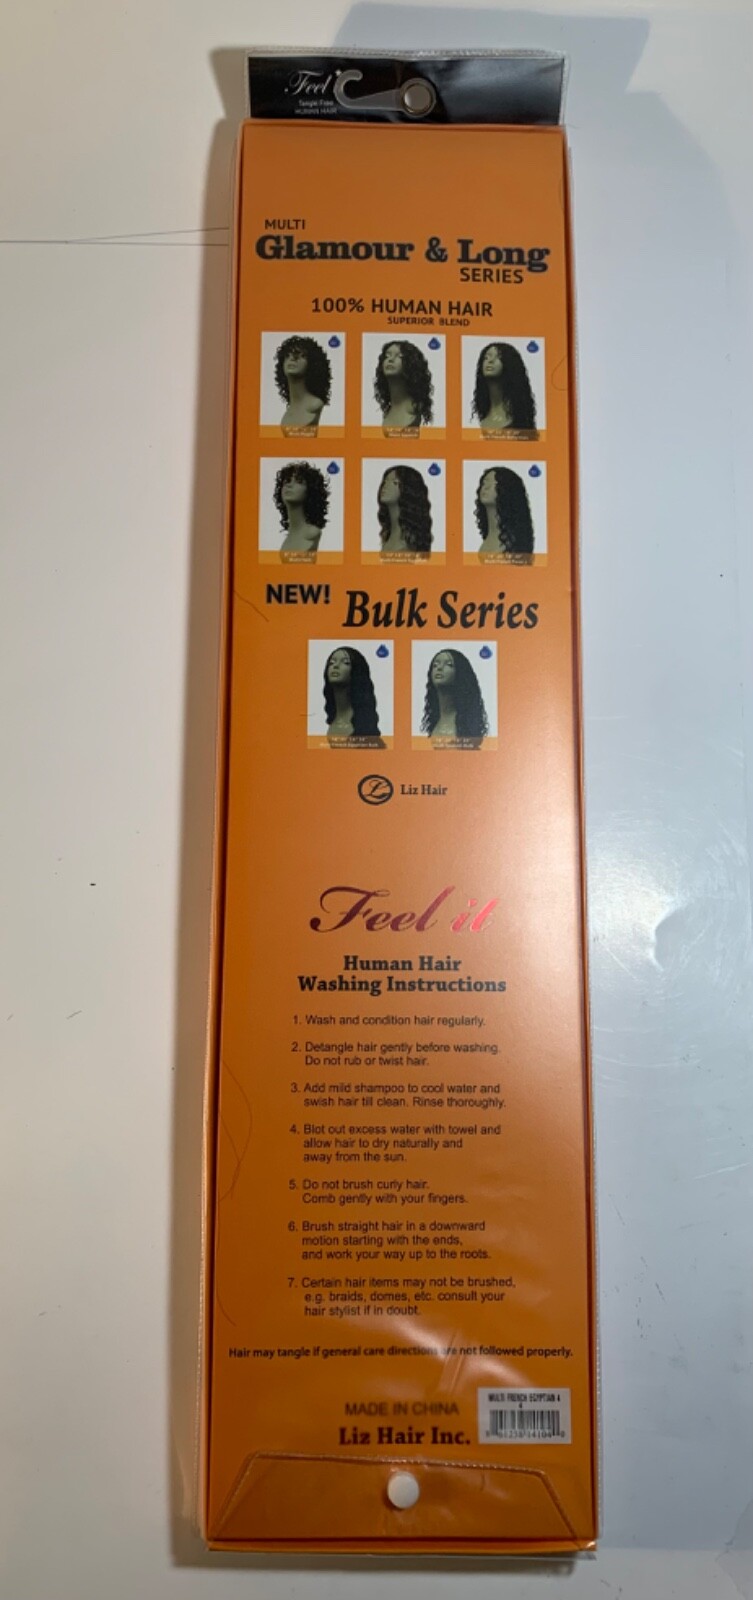 Feel
Tangle Free
HUMAN HAIR
MULTI
Glamour & Long
SERIES
100% HUMAN HAIR
SUPERIOR BLEND
NEW! Bulk Series
Liz Hair
Feel it
Human Hair
Washing Instructions
1. Wash and condition hair regularly.
2. Detangle hair gently before washing.
Do not rub or twist hair.
3. Add mild shampoo to cool water and
swish hair till clean. Rinse thoroughly.
4. Blot out excess water with towel and
allow hair to dry naturally and
away from the sun.
5. Do not brush curly hair.
Comb gently with your fingers.
6. Brush straight hair in a downward
motion starting with the ends,
and work your way up to the roots.
7. Certain hair items may not be brushed,
e.g. braids, domes, etc. consult your
hair stylist if in doubt.
Hair may tangle if general care directions are not followed properly.
MULTI FRENCH EGYPTIAN 4
4
MADE IN CHINA
Liz Hair Inc.